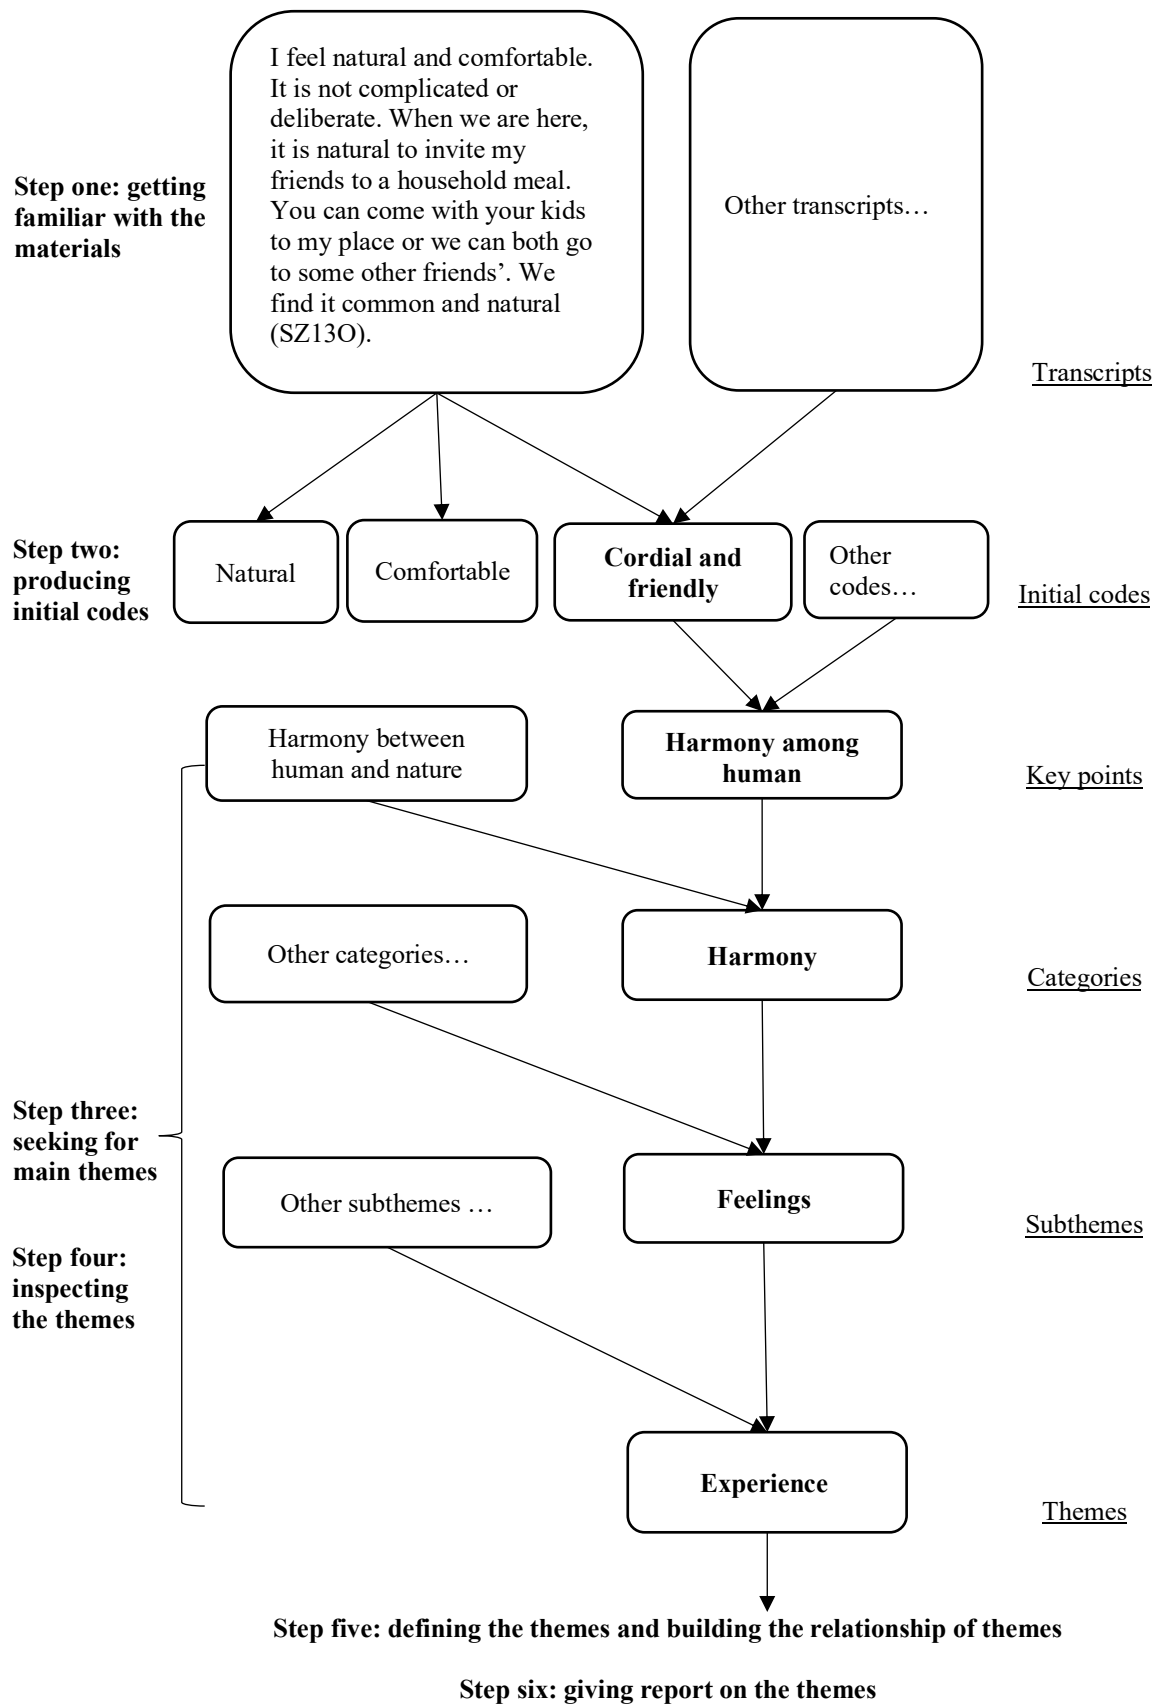 I feel natural and comfortable.
It is not complicated or
deliberate. When we are here,
it is natural to invite my
friends to a household meal.
You can come with your kids
to my place or we can both go
to some other friends’. We
find it common and natural
(SZ13O).
Other transcripts…
Step one: getting
familiar with the
materials
Transcripts
Step two:
producing
initial codes
Natural
Comfortable
Cordial and
friendly
Other
codes…
Initial codes
Harmony between
human and nature
Harmony among
human
Key points
Other categories…
Harmony
Categories
Step three:
seeking for
main themes
Other subthemes …
Feelings
Subthemes
Step four:
inspecting
the themes
Experience
Themes
Step five: defining the themes and building the relationship of themes
Step six: giving report on the themes